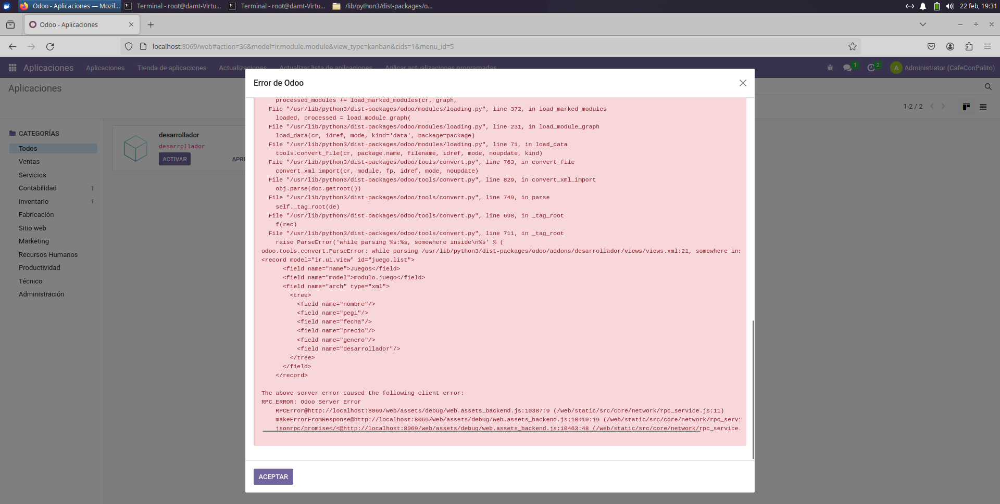 Odoo - Aplicaciones — Mozil...
Terminal - root@damt-Virtu...
Terminal - root@damt-Virtu...
/lib/python3/dist-packages/o...
22 feb, 19:31
Odoo - Aplicaciones
localhost:8069/web#action=36&model=ir.module.module&view_type=kanban&cids=1&menu_id=5
Aplicaciones
Aplicaciones
Tienda de aplicaciones
Actualizaciones
Actualizar lista de aplicaciones
Aplicar actualizaciones programadas
1
2
A
Administrator (CafeConPalito)
Aplicaciones
1-2 / 2
CATEGORÍAS
Todos
Ventas
Servicios
Contabilidad 1
Inventario 1
Fabricación
Sitio web
Marketing
Recursos Humanos
Productividad
Técnico
Administración
desarrollador
desarrollador
ACTIVAR
APRE
Error de Odoo
processed_modules += load_marked_modules(cr, graph,
File "/usr/lib/python3/dist-packages/odoo/modules/loading.py", line 372, in load_marked_modules
loaded, processed = load_module_graph(
File "/usr/lib/python3/dist-packages/odoo/modules/loading.py", line 231, in load_module_graph
load_data(cr, idref, mode, kind='data', package=package)
File "/usr/lib/python3/dist-packages/odoo/modules/loading.py", line 71, in load_data
tools.convert_file(cr, package.name, filename, idref, mode, noupdate, kind)
File "/usr/lib/python3/dist-packages/odoo/tools/convert.py", line 763, in convert_file
convert_xml_import(cr, module, fp, idref, mode, noupdate)
File "/usr/lib/python3/dist-packages/odoo/tools/convert.py", line 829, in convert_xml_import
obj.parse(doc.getroot())
File "/usr/lib/python3/dist-packages/odoo/tools/convert.py", line 749, in parse
self._tag_root(de)
File "/usr/lib/python3/dist-packages/odoo/tools/convert.py", line 698, in _tag_root
f(rec)
File "/usr/lib/python3/dist-packages/odoo/tools/convert.py", line 711, in _tag_root
raise ParseError('while parsing %s:%s, somewhere inside\n%s' % (
odoo.tools.convert.ParseError: while parsing /usr/lib/python3/dist-packages/odoo/addons/desarrollador/views/views.xml:21, somewhere ins
<record model="ir.ui.view" id="juego.list">
<field name="name">Juegos</field>
<field name="model">modulo.juego</field>
<field name="arch" type="xml">
<tree>
<field name="nombre"/>
<field name="pegi"/>
<field name="fecha"/>
<field name="precio"/>
<field name="genero"/>
<field name="desarrollador"/>
</tree>
</field>
</record>
The above server error caused the following client error:
RPC_ERROR: Odoo Server Error
RPCError@http://localhost:8069/web/assets/debug/web.assets_backend.js:10387:9 (/web/static/src/core/network/rpc_service.js:11)
makeErrorFromResponse@http://localhost:8069/web/assets/debug/web.assets_backend.js:10410:19 (/web/static/src/core/network/rpc_servi
jsonrpc/promise</<@http://localhost:8069/web/assets/debug/web.assets_backend.js:10463:48 (/web/static/src/core/network/rpc_service.
ACEPTAR